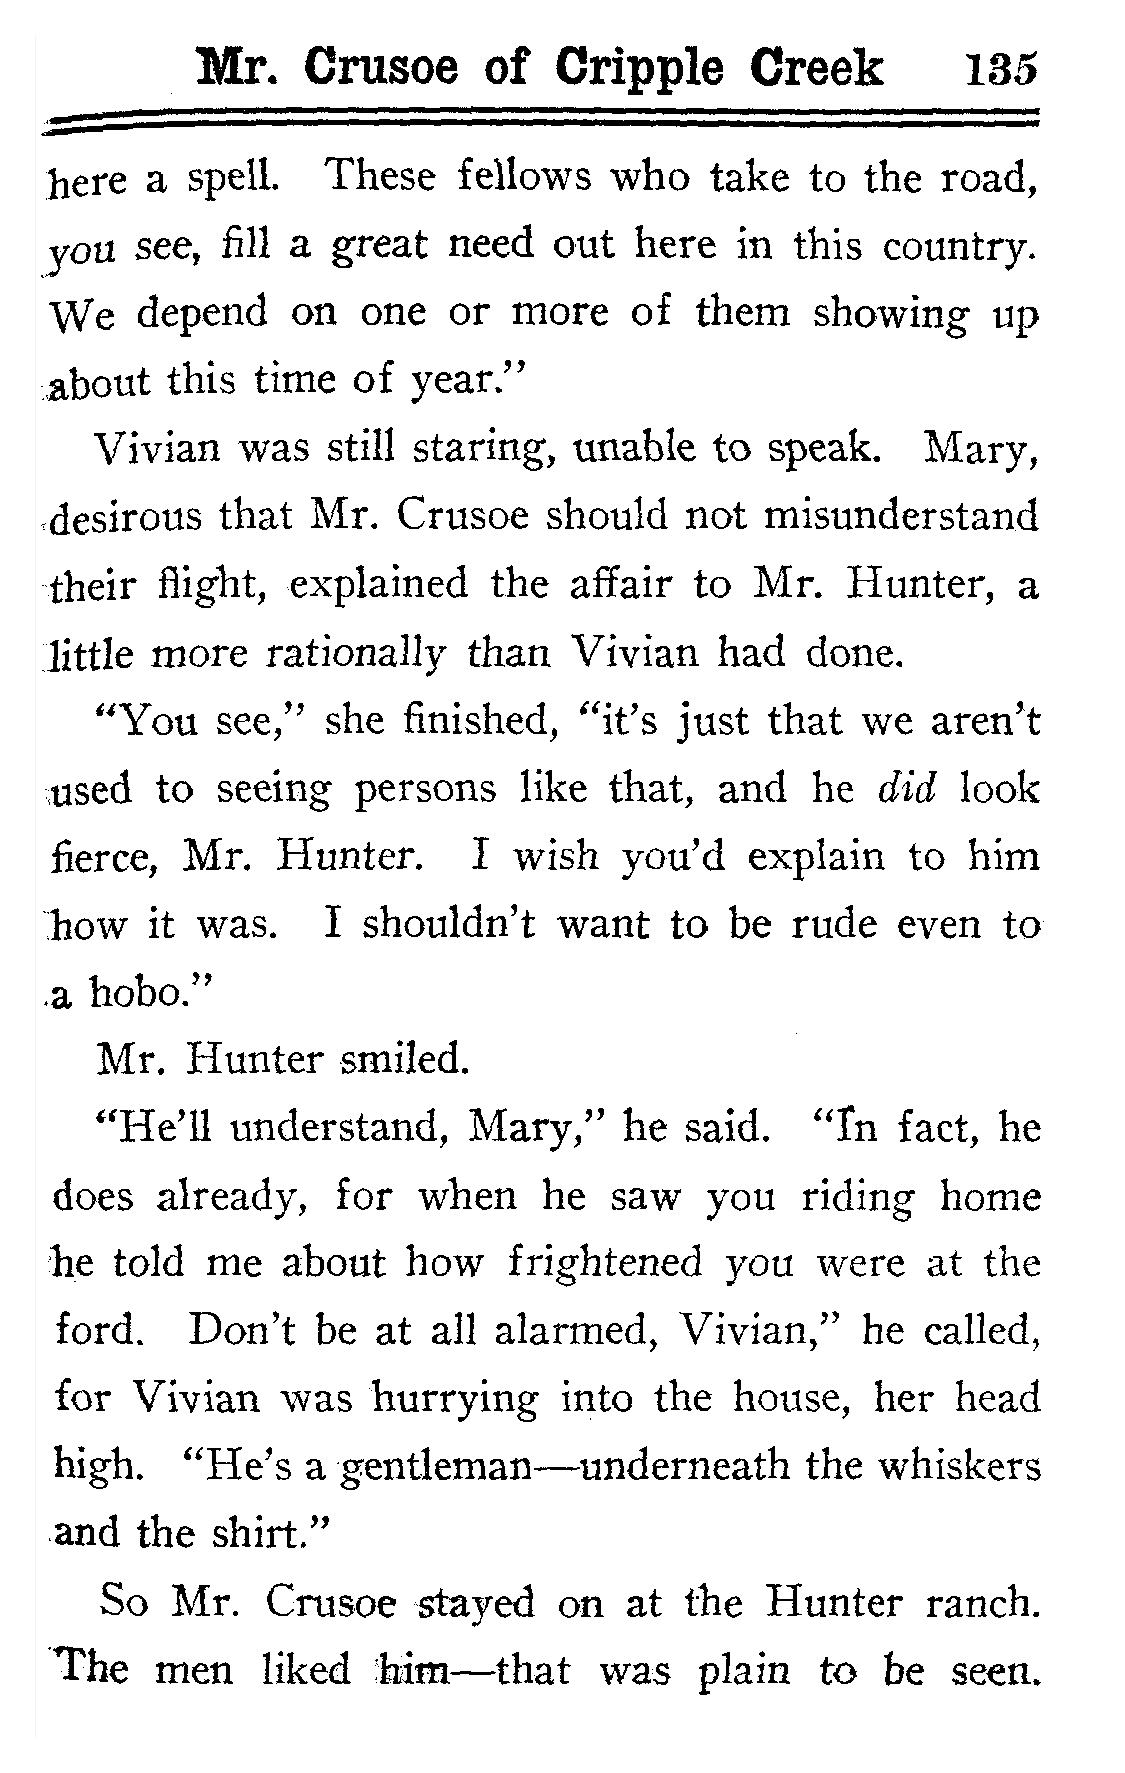 Mr. Crusoe of Cripple Creek 135
here a spell. These fellows who take to the road,
you see, fill a great need out here in this country.
We depend on one or more of them showing up
about this time of year.”
Vivian was still staring, unable to speak. Mary,
desirous that Mr. Crusoe should not misunderstand
their flight, explained the affair to Mr. Hunter, a
little more rationally than Vivian had done.
“You see,” she finished, “it’s just that we aren’t
used to seeing persons like that, and he did look
fierce, Mr. Hunter. I wish you’d explain to him
how it was. I shouldn’t want to be rude even to
a hobo.”
Mr. Hunter smiled.
“He’ll understand, Mary,” he said. “In fact, he
does already, for when he saw you riding home
he told me about how frightened you were at the
ford. Don’t be at all alarmed, Vivian,” he called,
for Vivian was hurrying into the house, her head
high. “He’s a gentleman—underneath the whiskers
and the shirt.”
So Mr. Crusoe stayed on at the Hunter ranch.
The men liked him—that was plain to be seen.